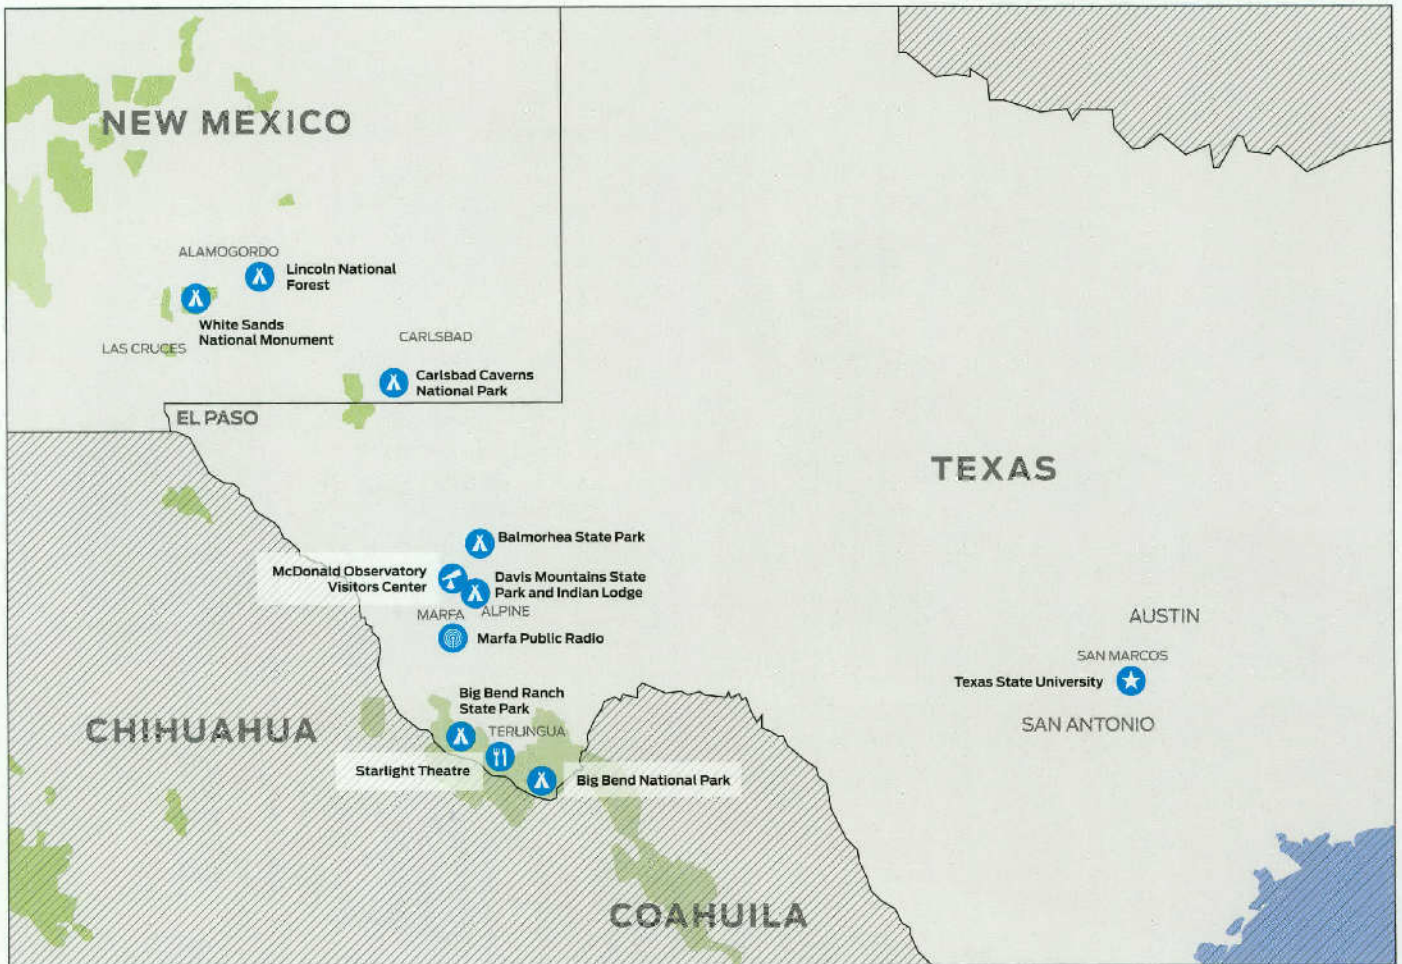 NEW MEXICO
ALAMOGORDO
Lincoln National
Forest
White Sands
National Monument
LAS CRUCES
CARLSBAD
Carlsbad Caverns
National Park
EL PASO
TEXAS
Balmorhea State Park
McDonald Observatory
Visitors Center
Davis Mountains State
Park and Indian Lodge
MARFA
ALPINE
Marfa Public Radio
AUSTIN
SAN MARCOS
Texas State University
SAN ANTONIO
Big Bend Ranch
State Park
CHIHUAHUA
TERLINGUA
Starlight Theatre
Big Bend National Park
COAHUILA